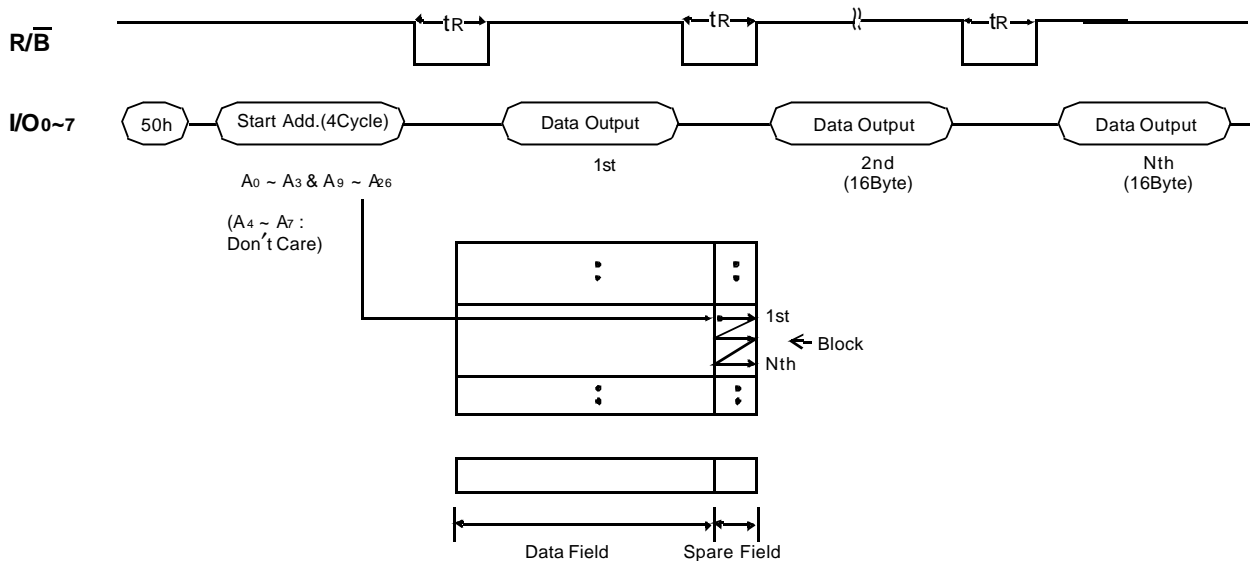 tR tR tR
R/B
I/O0~7 50h Start Add.(4Cycle) Data Output Data Output Data Output
1st 2nd Nth
(16Byte) (16Byte)
A0 ~ A3 & A9 ~ A26
(A4 ~ A7 :
Don't Care)
1st
Block
Nth
Data Field Spare Field